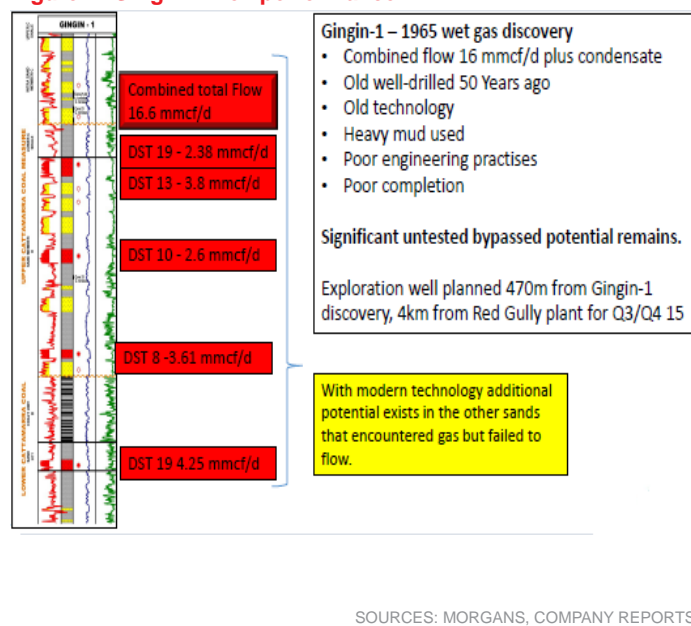 GINGIN - 1
Combined total Flow
16.6 mmcf/d
DST 19 - 2.38 mmcf/d
DST 13 - 3.8 mmcf/d
DST 10 - 2.6 mmcf/d
DST 8 -3.61 mmcf/d
DST 19 4.25 mmcf/d
UPPER CATTAMARRA COAL MEASURE
LOWER CATTAMARRA COAL
Gingin-1 – 1965 wet gas discovery
• Combined flow 16 mmcf/d plus condensate
• Old well-drilled 50 Years ago
• Old technology
• Heavy mud used
• Poor engineering practises
• Poor completion
Significant untested bypassed potential remains.
Exploration well planned 470m from Gingin-1
discovery, 4km from Red Gully plant for Q3/Q4 15
With modern technology additional
potential exists in the other sands
that encountered gas but failed to
flow.
SOURCES: MORGANS, COMPANY REPORTS